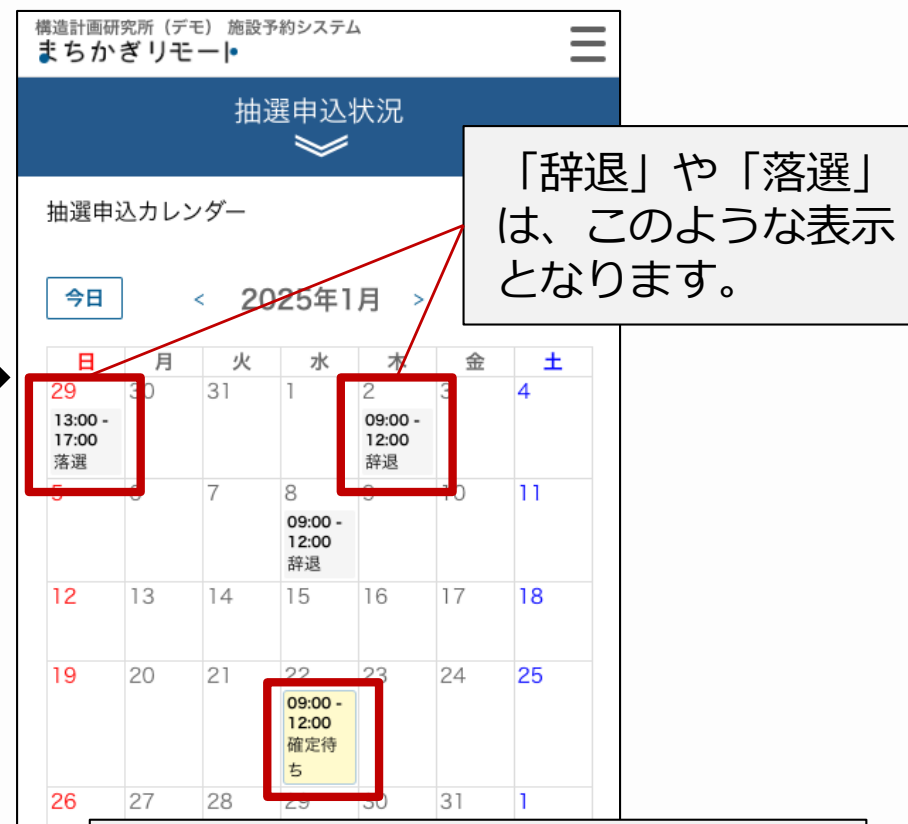 構造計画研究所（デモ） 施設予約システム
まちかぎリモート
抽選申込状況
「辞退」や「落選」
は、このような表示
となります。
抽選申込カレンダー
今日 < 2025年1月 >
日 月 火 水 木 金 土
29 30 31 1 2 3 4
13:00 - 09:00 -
17:00 12:00
落選 辞退
5 6 7 8 9 10 11
09:00 -
12:00
辞退
12 13 14 15 16 17 18
19 20 21 22 23 24 25
09:00 -
12:00
確定待
ち
26 27 28 29 30 31 1